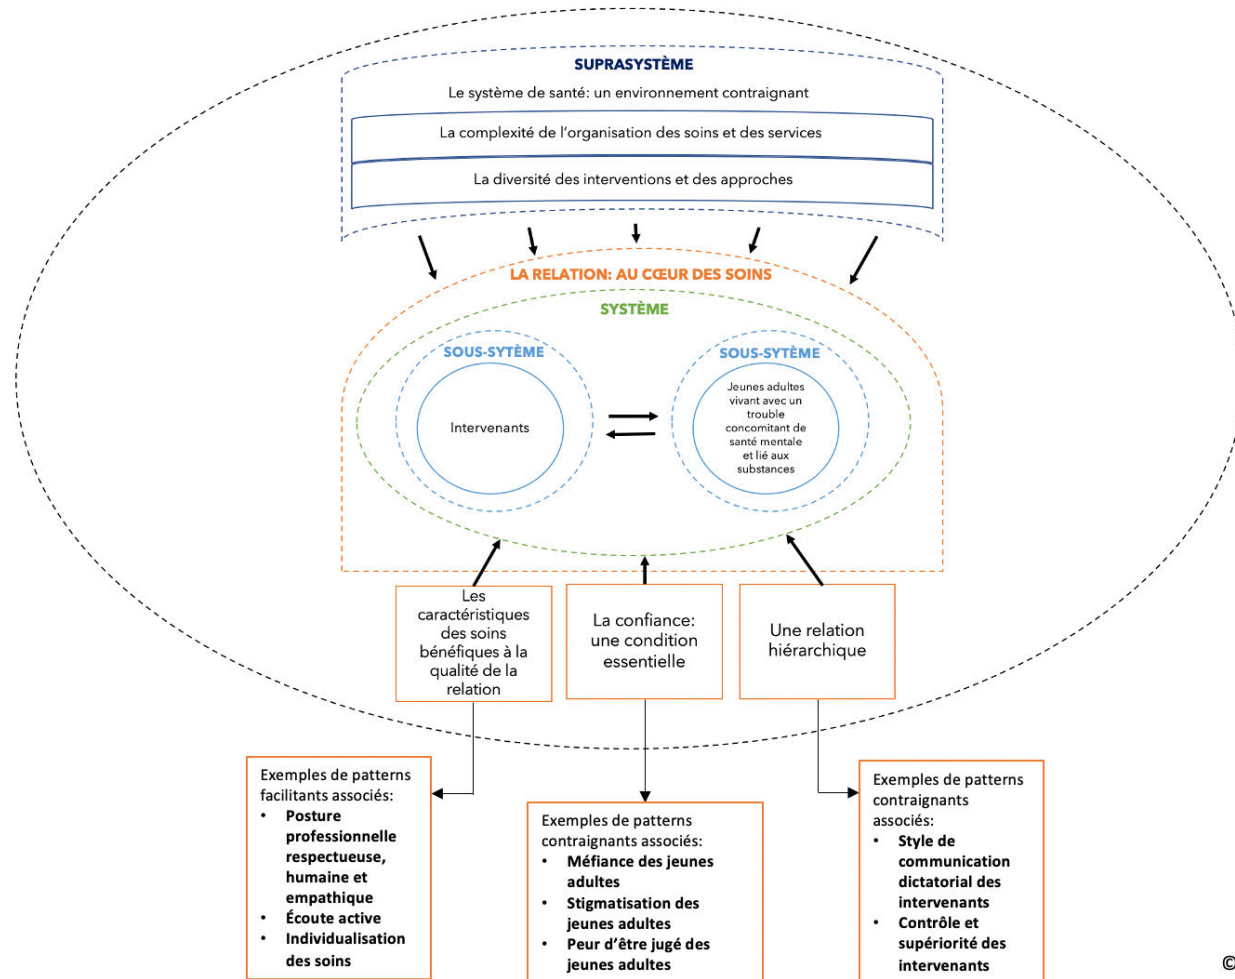 SUPRASYSTÈME
Le système de santé: un environnement contraignant
La complexité de l'organisation des soins et des services
La diversité des interventions et des approches
LA RELATION: AU CŒUR DES SOINS
SYSTÈME
SOUS-SYTÈME
Intervenants
SOUS-SYTÈME
Jeunes adultes
vivant avec un
trouble
concomitant de
santé mentale
et lié aux
substances
Les
caractéristiques
des soins
bénéfiques à la
qualité de la
relation
La confiance:
une condition
essentielle
Une relation
hiérarchique
Exemples de patterns
facilitants associés:
• Posture
professionnelle
respectueuse,
humaine et
empathique
• Écoute active
• Individualisation
des soins
Exemples de patterns
contraignants associés:
• Méfiance des jeunes
adultes
• Stigmatisation des
jeunes adultes
• Peur d'être jugé des
jeunes adultes
Exemples de patterns
contraignants
associés:
• Style de
communication
dictatorial des
intervenants
• Contrôle et
supériorité des
intervenants
©